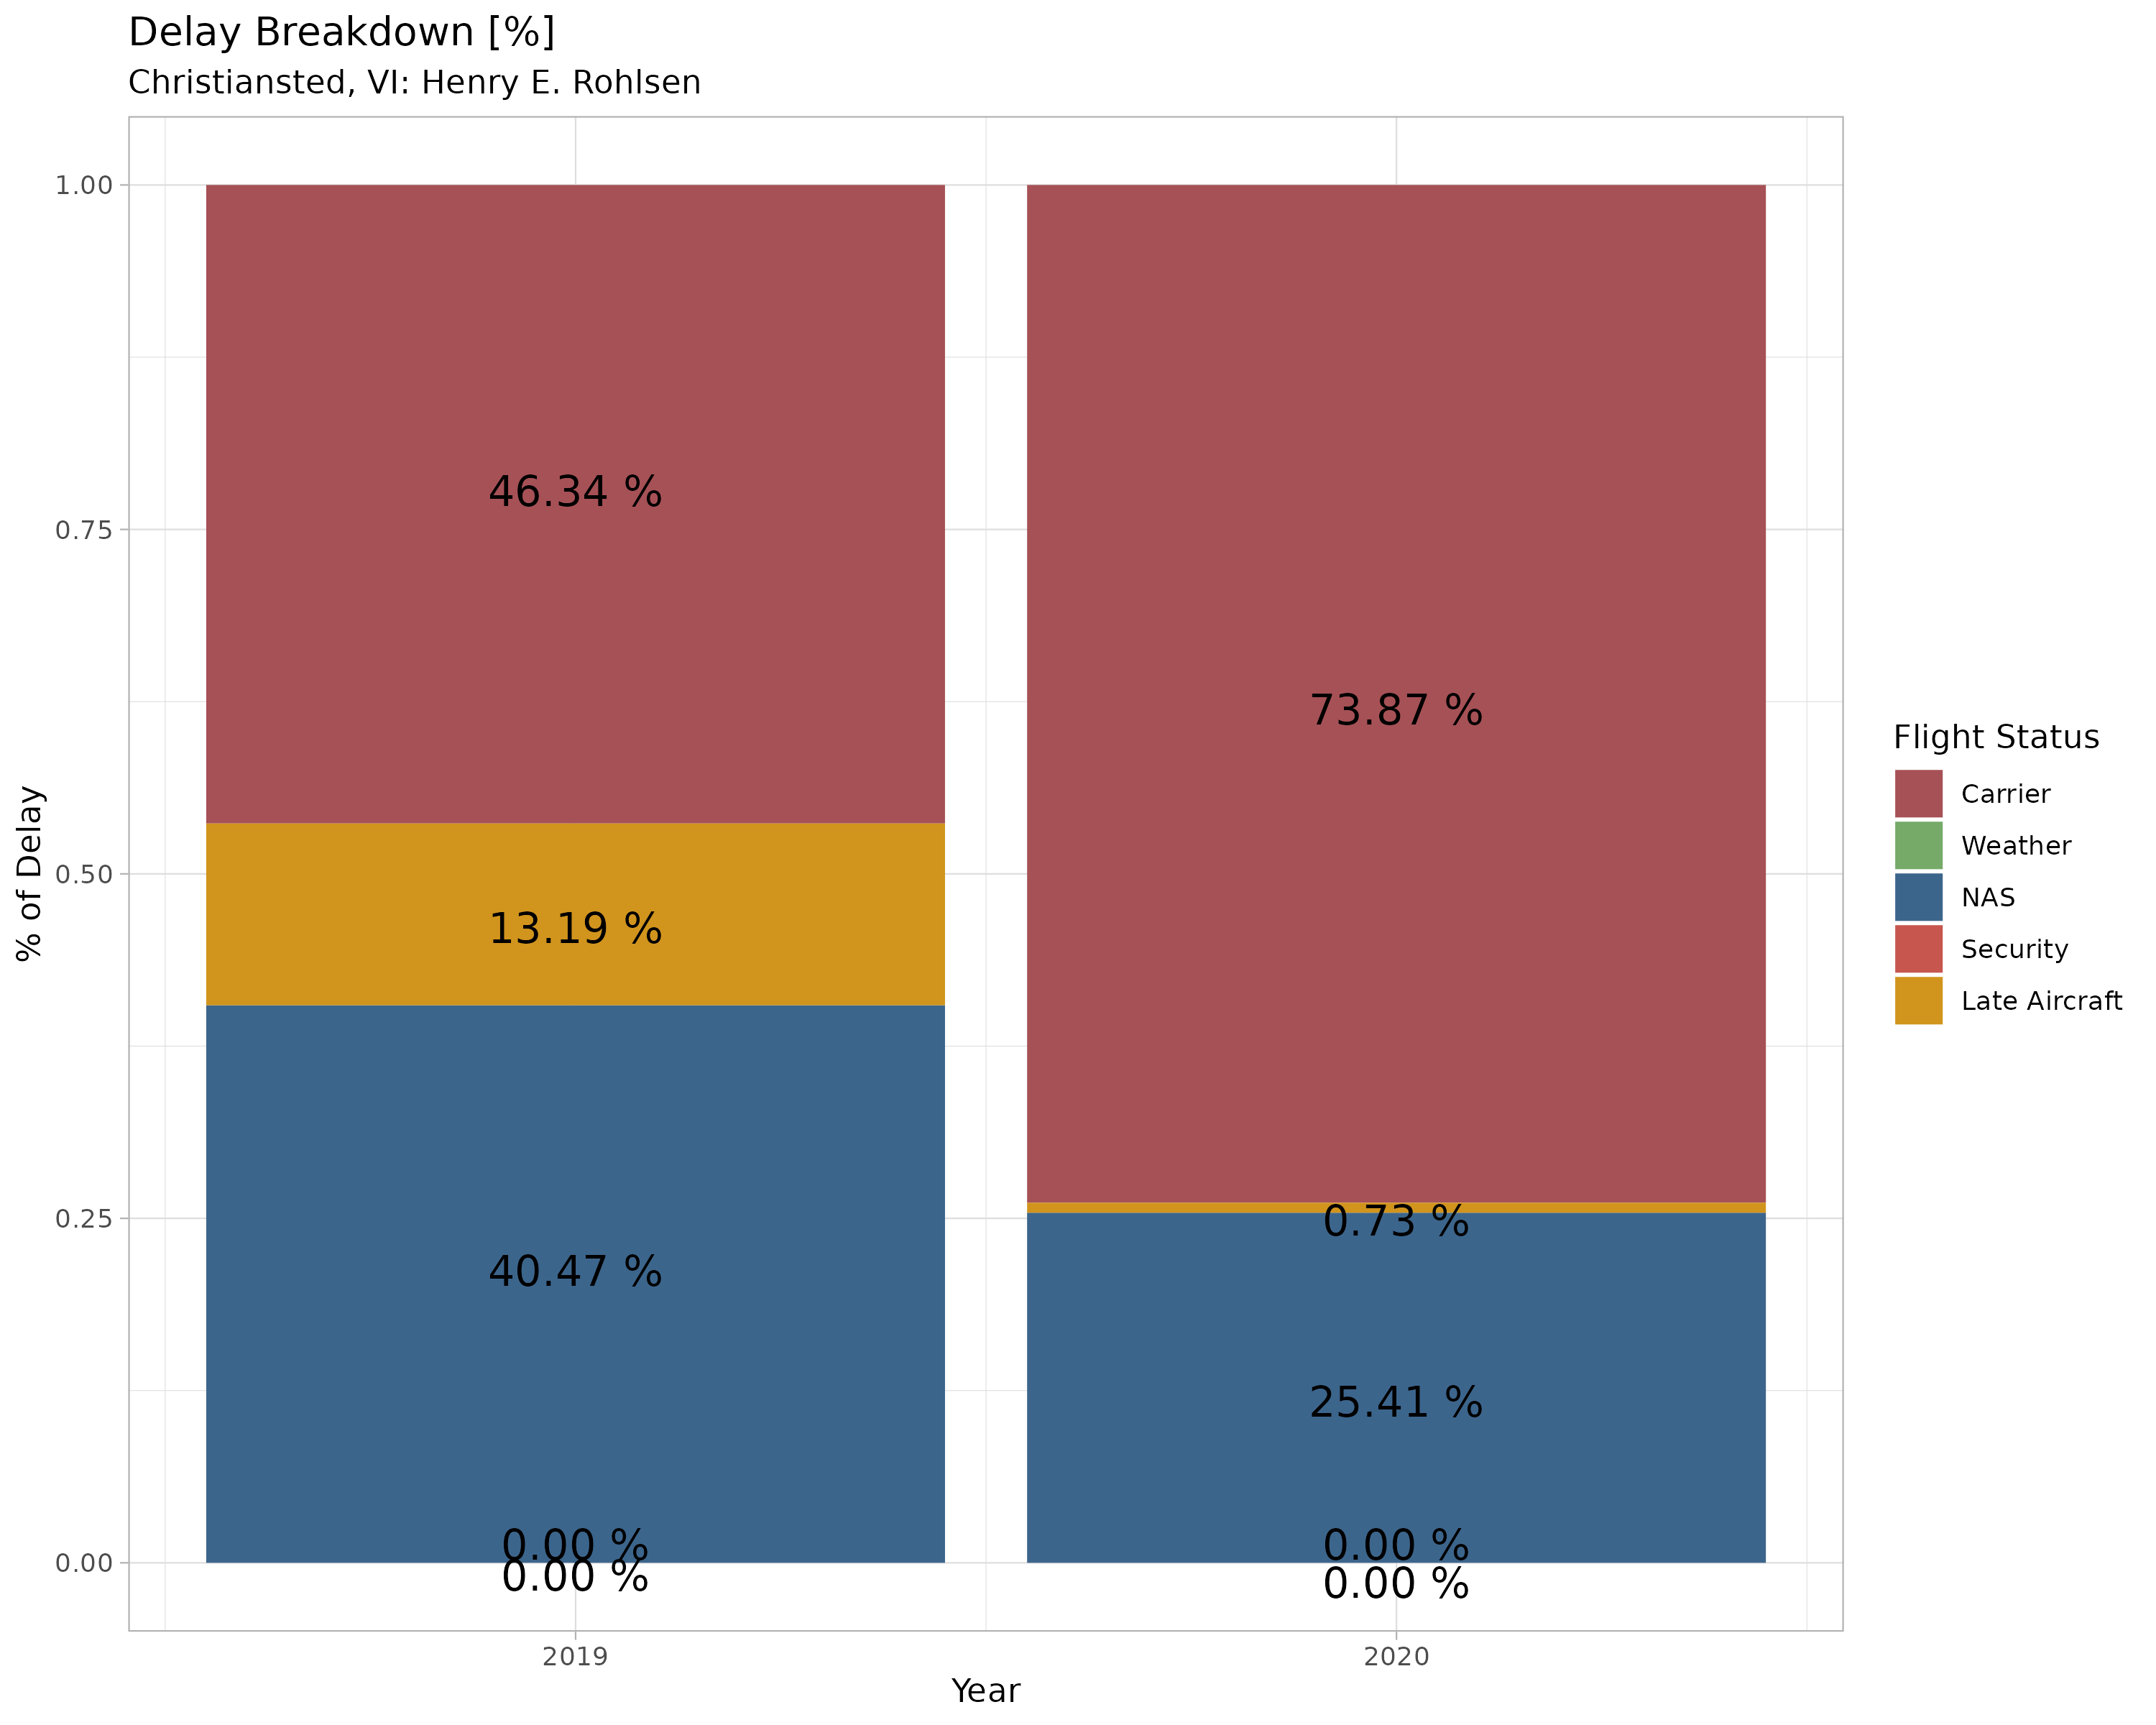 Delay Breakdown [%]
Christiansted, VI: Henry E. Rohlsen
% of Delay
1.00
0.75
0.50
0.25
0.00
46.34 %
13.19 %
40.47 %
0.00 %
0.00 %
73.87 %
0.73 %
25.41 %
0.00 %
0.00 %
2019
2020
Year
Flight Status
Carrier
Weather
NAS
Security
Late Aircraft